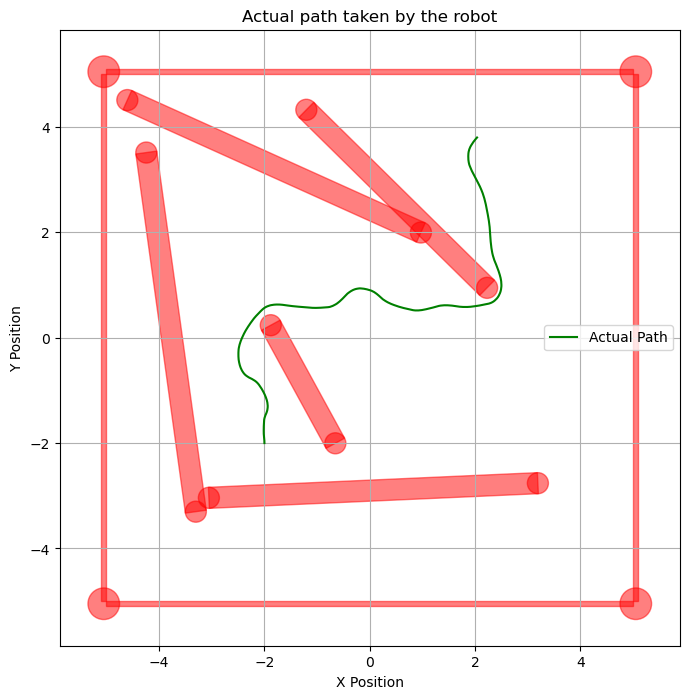 Actual path taken by the robot
Y Position
4
2
0
−2
−4
Actual Path
−4
−2
0
2
4
X Position